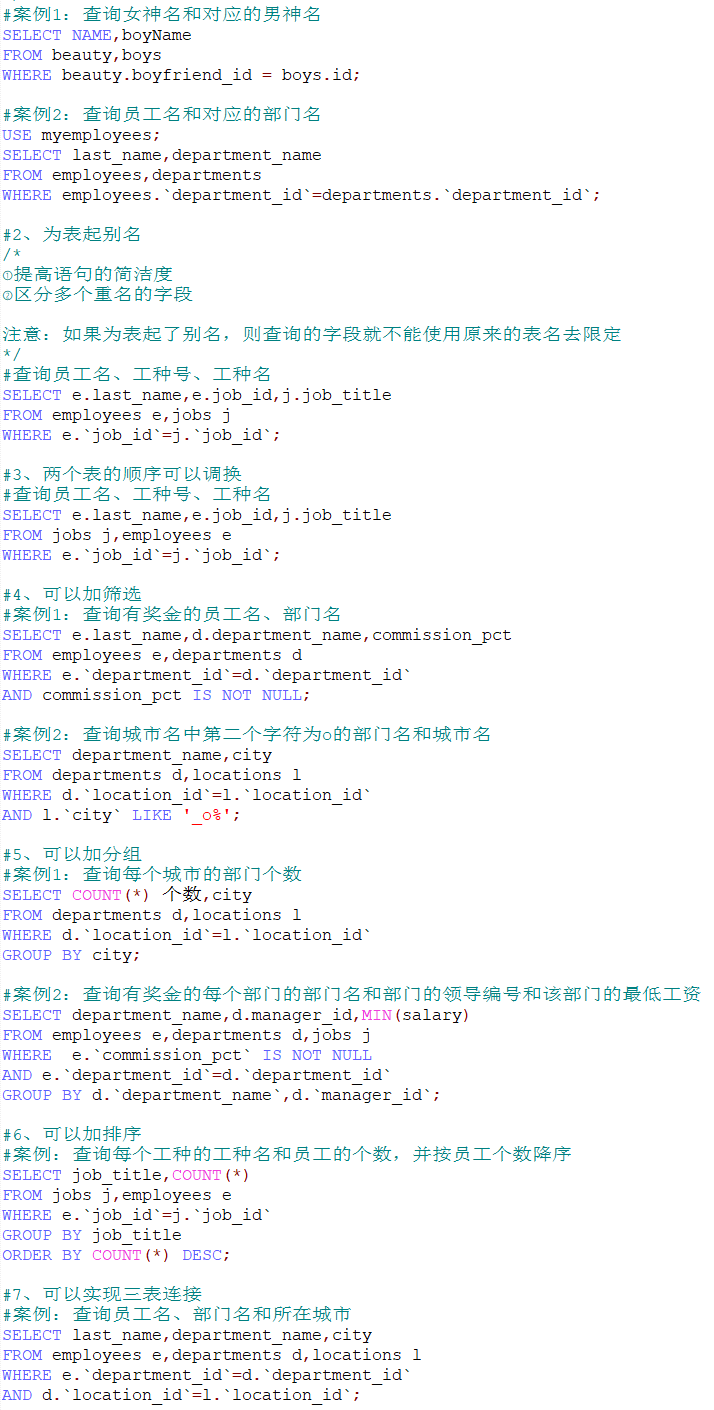 #案例1：查询女神名和对应的男神名
SELECT NAME,boyName
FROM beauty,boys
WHERE beauty.boyfriend_id = boys.id;
#案例2：查询员工名和对应的部门名
USE myemployees;
SELECT last_name,department_name
FROM employees,departments
WHERE employees.`department_id`=departments.`department_id`;
#2、为表起别名
/*
①提高语句的简洁度
②区分多个重名的字段
注意：如果为表起了别名，则查询的字段就不能使用原来的表名去限定
*/
#查询员工名、工种号、工种名
SELECT e.last_name,e.job_id,j.job_title
FROM employees e,jobs j
WHERE e.`job_id`=j.`job_id`;
#3、两个表的顺序可以调换
#查询员工名、工种号、工种名
SELECT e.last_name,e.job_id,j.job_title
FROM jobs j,employees e
WHERE e.`job_id`=j.`job_id`;
#4、可以加筛选
#案例1：查询有奖金的员工名、部门名
SELECT e.last_name,d.department_name,commission_pct
FROM employees e,departments d
WHERE e.`department_id`=d.`department_id`
AND commission_pct IS NOT NULL;
#案例2：查询城市名中第二个字符为o的部门名和城市名
SELECT department_name,city
FROM departments d,locations l
WHERE d.`location_id`=l.`location_id`
AND l.`city` LIKE '_o%';
#5、可以加分组
#案例1：查询每个城市的部门个数
SELECT COUNT(*) 个数,city
FROM departments d,locations l
WHERE d.`location_id`=l.`location_id`
GROUP BY city;
#案例2：查询有奖金的每个部门的部门名和部门的领导编号和该部门的最低工资
SELECT department_name,d.manager_id,MIN(salary)
FROM employees e,departments d,jobs j
WHERE  e.`commission_pct` IS NOT NULL
AND e.`department_id`=d.`department_id`
GROUP BY d.`department_name`,d.`manager_id`;
#6、可以加排序
#案例：查询每个工种的工种名和员工的个数，并按员工个数降序
SELECT job_title,COUNT(*)
FROM jobs j,employees e
WHERE e.`job_id`=j.`job_id`
GROUP BY job_title
ORDER BY COUNT(*) DESC;
#7、可以实现三表连接
#案例：查询员工名、部门名和所在城市
SELECT last_name,department_name,city
FROM employees e,departments d,locations l
WHERE e.`department_id`=d.`department_id`
AND d.`location_id`=l.`location_id`;